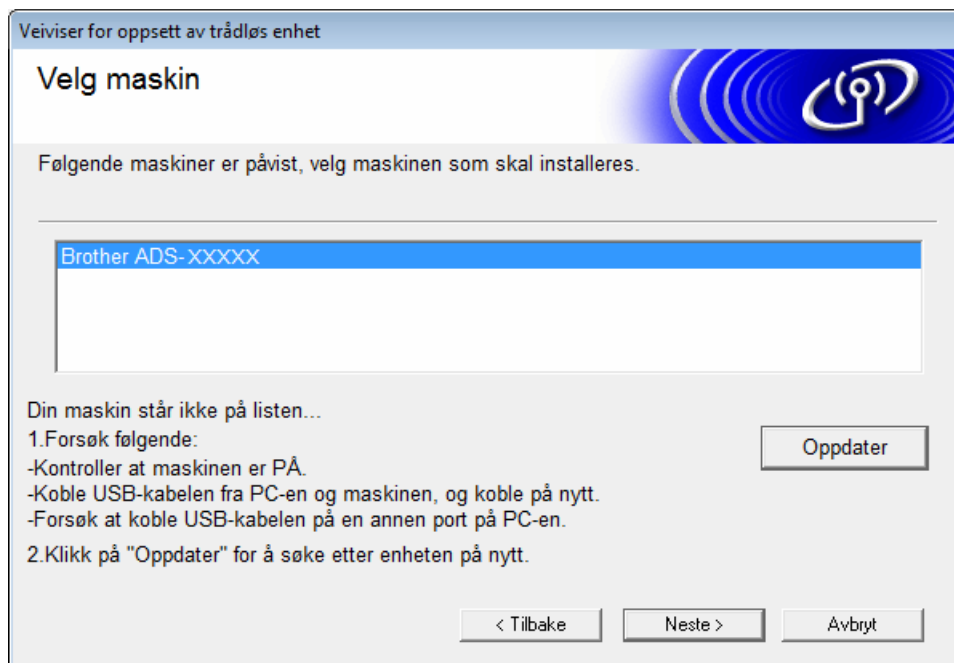 Veiviser for oppsett av trådløs enhet
Velg maskin
Følgende maskiner er påvist, velg maskinen som skal installeres.
Brother ADS-XXXXX
Din maskin står ikke på listen...
1.Forsøk følgende:
-Kontroller at maskinen er PÅ.
-Koble USB-kabelen fra PC-en og maskinen, og koble på nytt.
-Forsøk at koble USB-kabelen på en annen port på PC-en.
2.Klikk på "Oppdater" for å søke etter enheten på nytt.
Oppdater
< Tilbake
Neste >
Avbryt